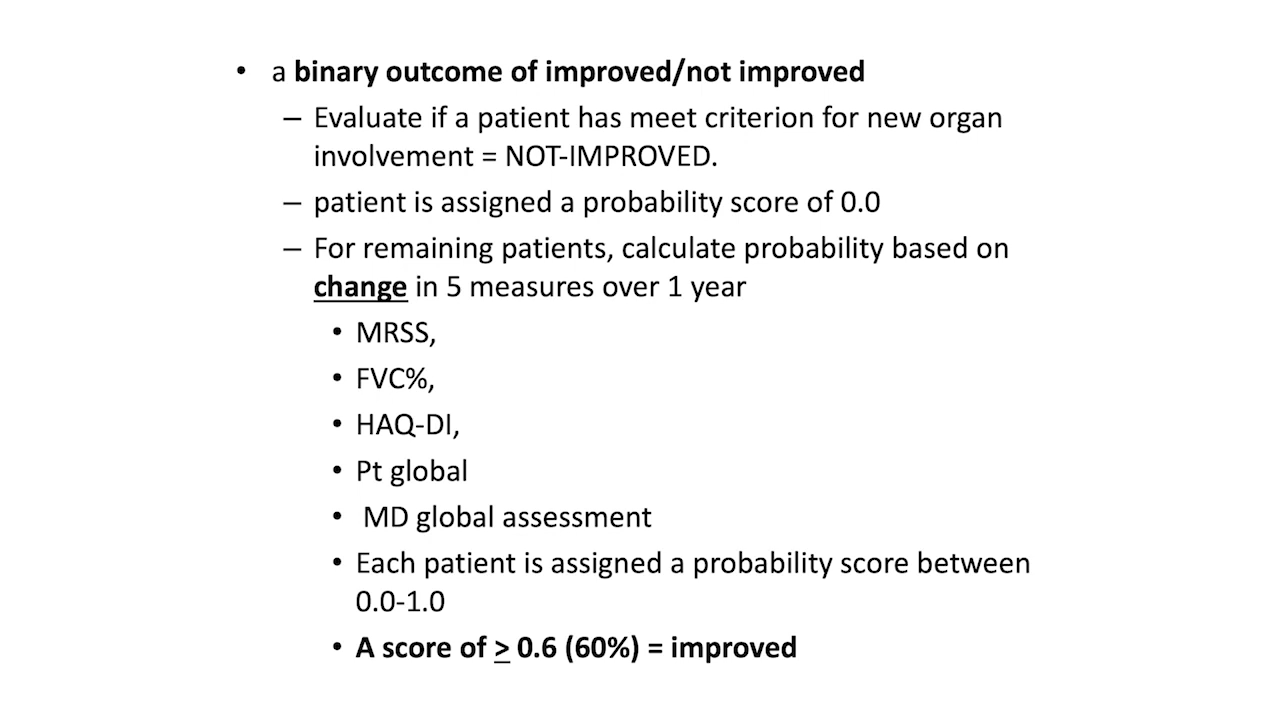 • a binary outcome of improved/not improved
– Evaluate if a patient has meet criterion for new organ
involvement = NOT-IMPROVED.
– patient is assigned a probability score of 0.0
– For remaining patients, calculate probability based on
change in 5 measures over 1 year
• MRSS,
• FVC%,
• HAQ-DI,
• Pt global
• MD global assessment
• Each patient is assigned a probability score between
0.0-1.0
• A score of ≥ 0.6 (60%) = improved